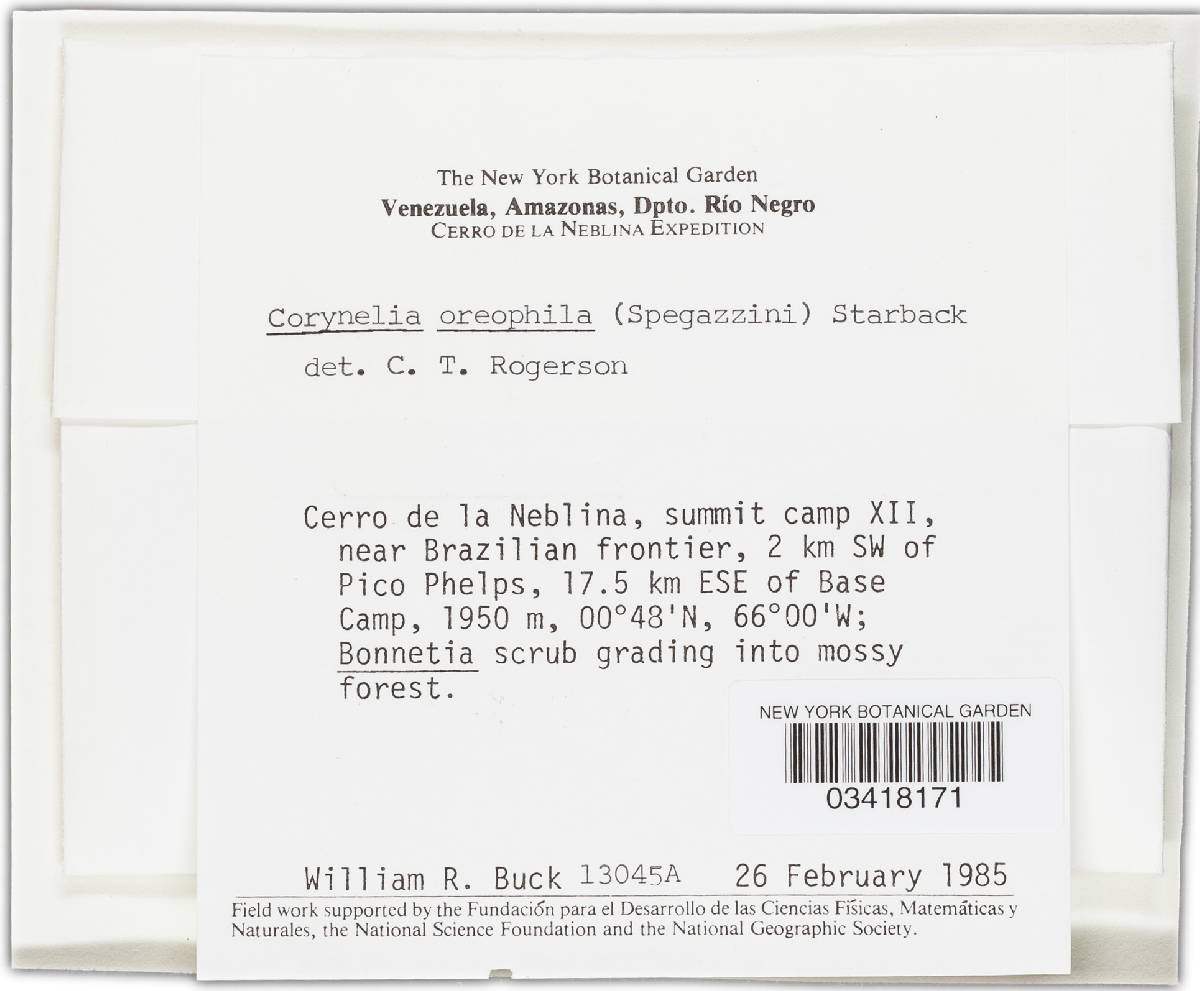 The New York Botanical Garden
Venezuela, Amazonas, Dpto. Río Negro
CERRO DE LA NEBLINA EXPEDITION
Corynelia oreophila (Spegazzini) Starback
det. C. T. Rogerson
Cerro de la Neblina, summit camp XII,
near Brazilian frontier, 2 km SW of
Pico Phelps, 17.5 km ESE of Base
Camp, 1950 m, 00°48'N, 66°00'W;
Bonnetia scrub grading into mossy
forest.
NEW YORK BOTANICAL GARDEN
03418171
William R. Buck 13045A 26 February 1985
Field work supported by the Fundación para el Desarrollo de las Ciencias Físicas, Matemáticas y
Naturales, the National Science Foundation and the National Geographic Society.